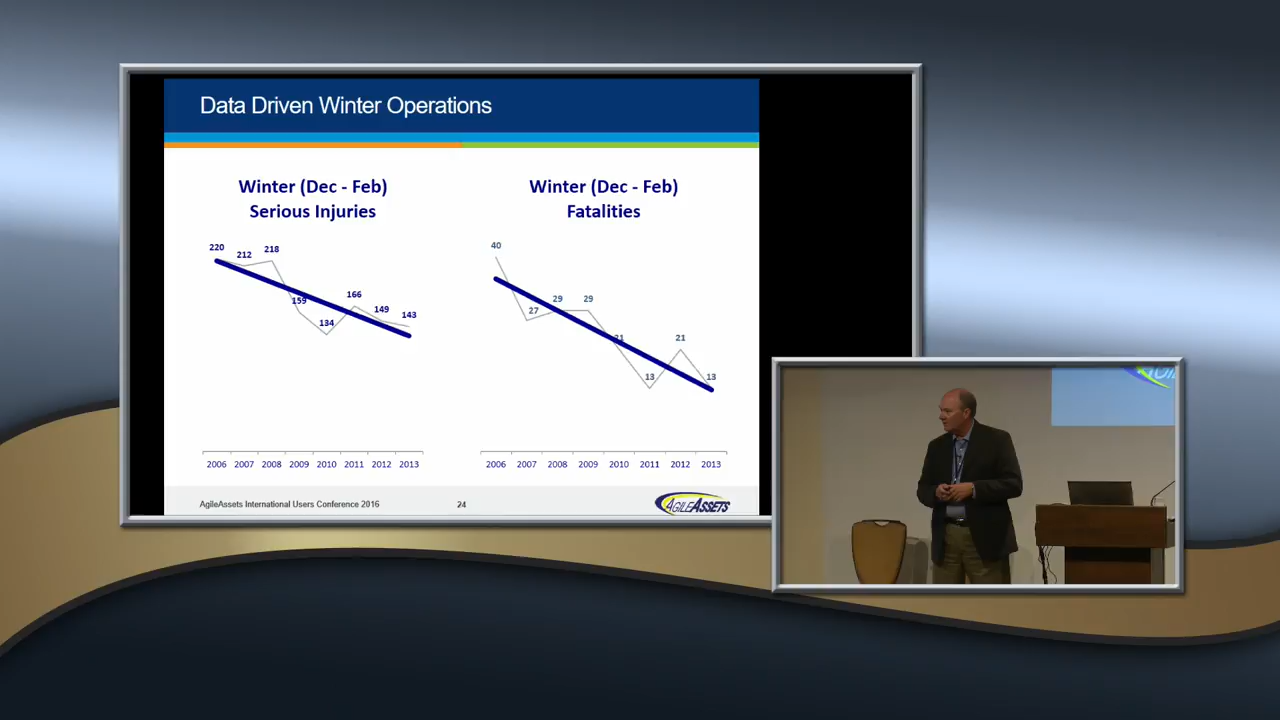 Data Driven Winter Operations
Winter (Dec - Feb)
Serious Injuries
220
212
218
159
134
166
149
143
2006 2007 2008 2009 2010 2011 2012 2013
Winter (Dec - Feb)
Fatalities
40
27
29
29
21
13
21
13
2006 2007 2008 2009 2010 2011 2012 2013
AgileAssets International Users Conference 2016
24
AGILEASSETS